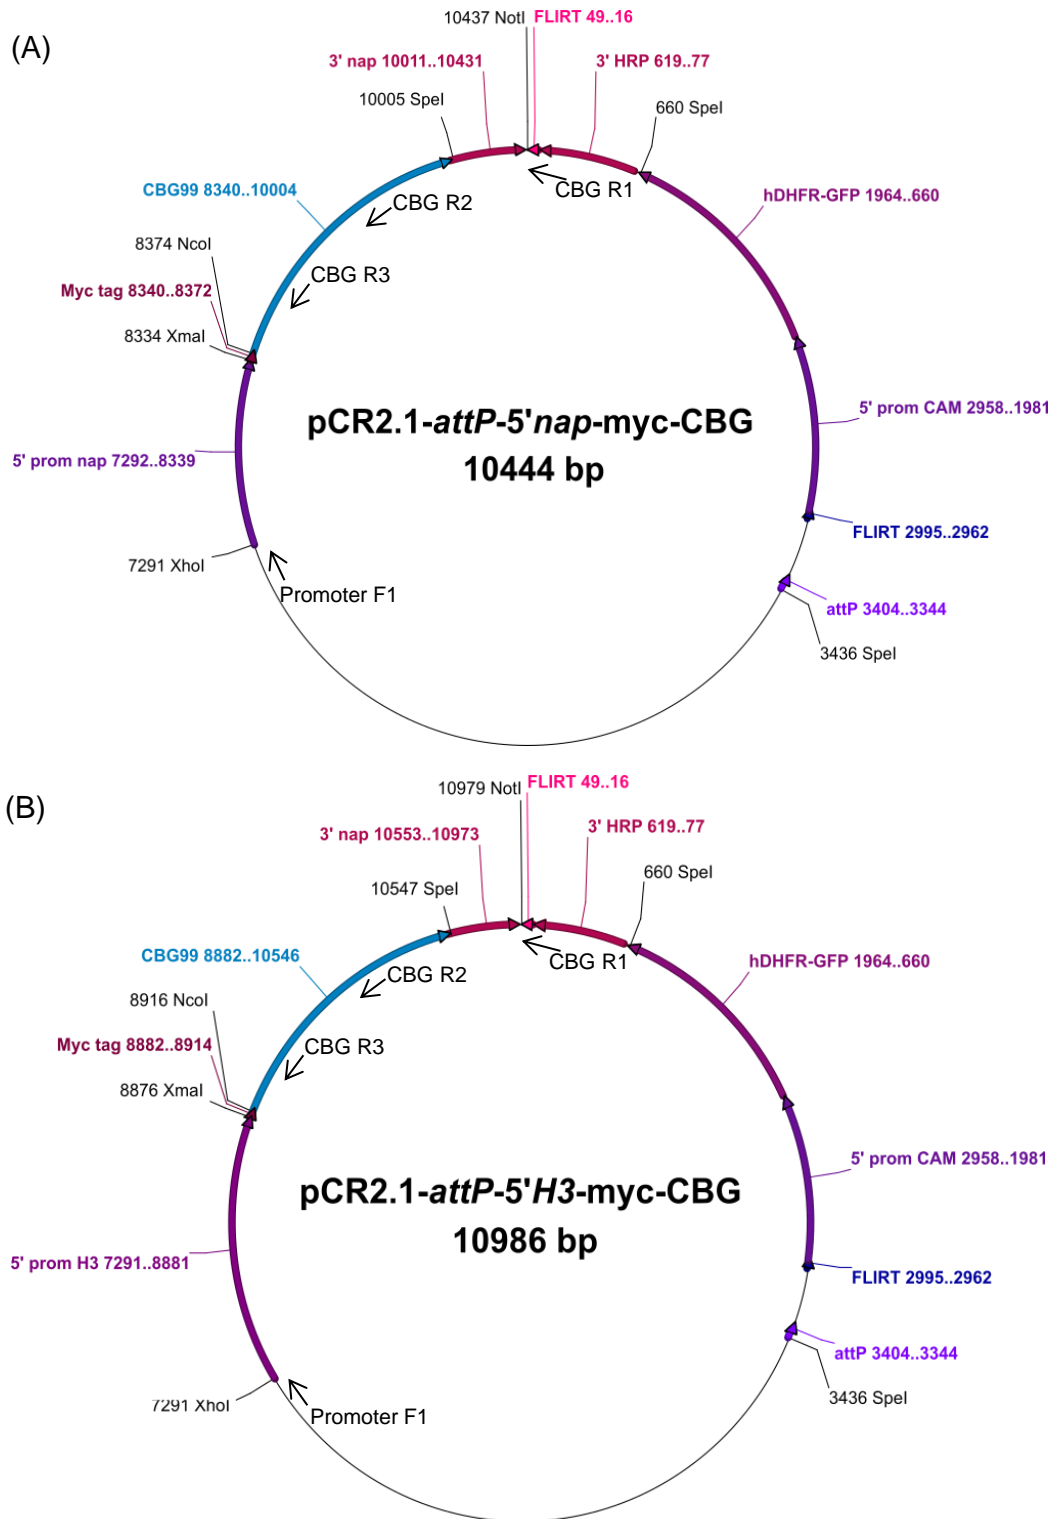 (A)
10437 NotI
FLIRT 49..16
3' nap 10011..10431
3' HRP 619..77
10005 SpeI
660 SpeI
CBG R1
CBG99 8340..10004
CBG R2
hDHFR-GFP 1964..660
8374 NcoI
CBG R3
Myc tag 8340..8372
8334 XmaI
pCR2.1-attP-5'nap-myc-CBG
10444 bp
5' prom CAM 2958..1981
5' prom nap 7292..8339
FLIRT 2995..2962
7291 XhoI
Promoter F1
attP 3404..3344
3436 SpeI
(B)
10979 NotI
FLIRT 49..16
3' nap 10553..10973
3' HRP 619..77
10547 SpeI
660 SpeI
CBG R1
CBG99 8882..10546
CBG R2
hDHFR-GFP 1964..660
8916 NcoI
CBG R3
Myc tag 8882..8914
8876 XmaI
5' prom CAM 2958..1981
pCR2.1-attP-5'H3-myc-CBG
10986 bp
5' prom H3 7291..8881
FLIRT 2995..2962
attP 3404..3344
7291 XhoI
Promoter F1
3436 SpeI